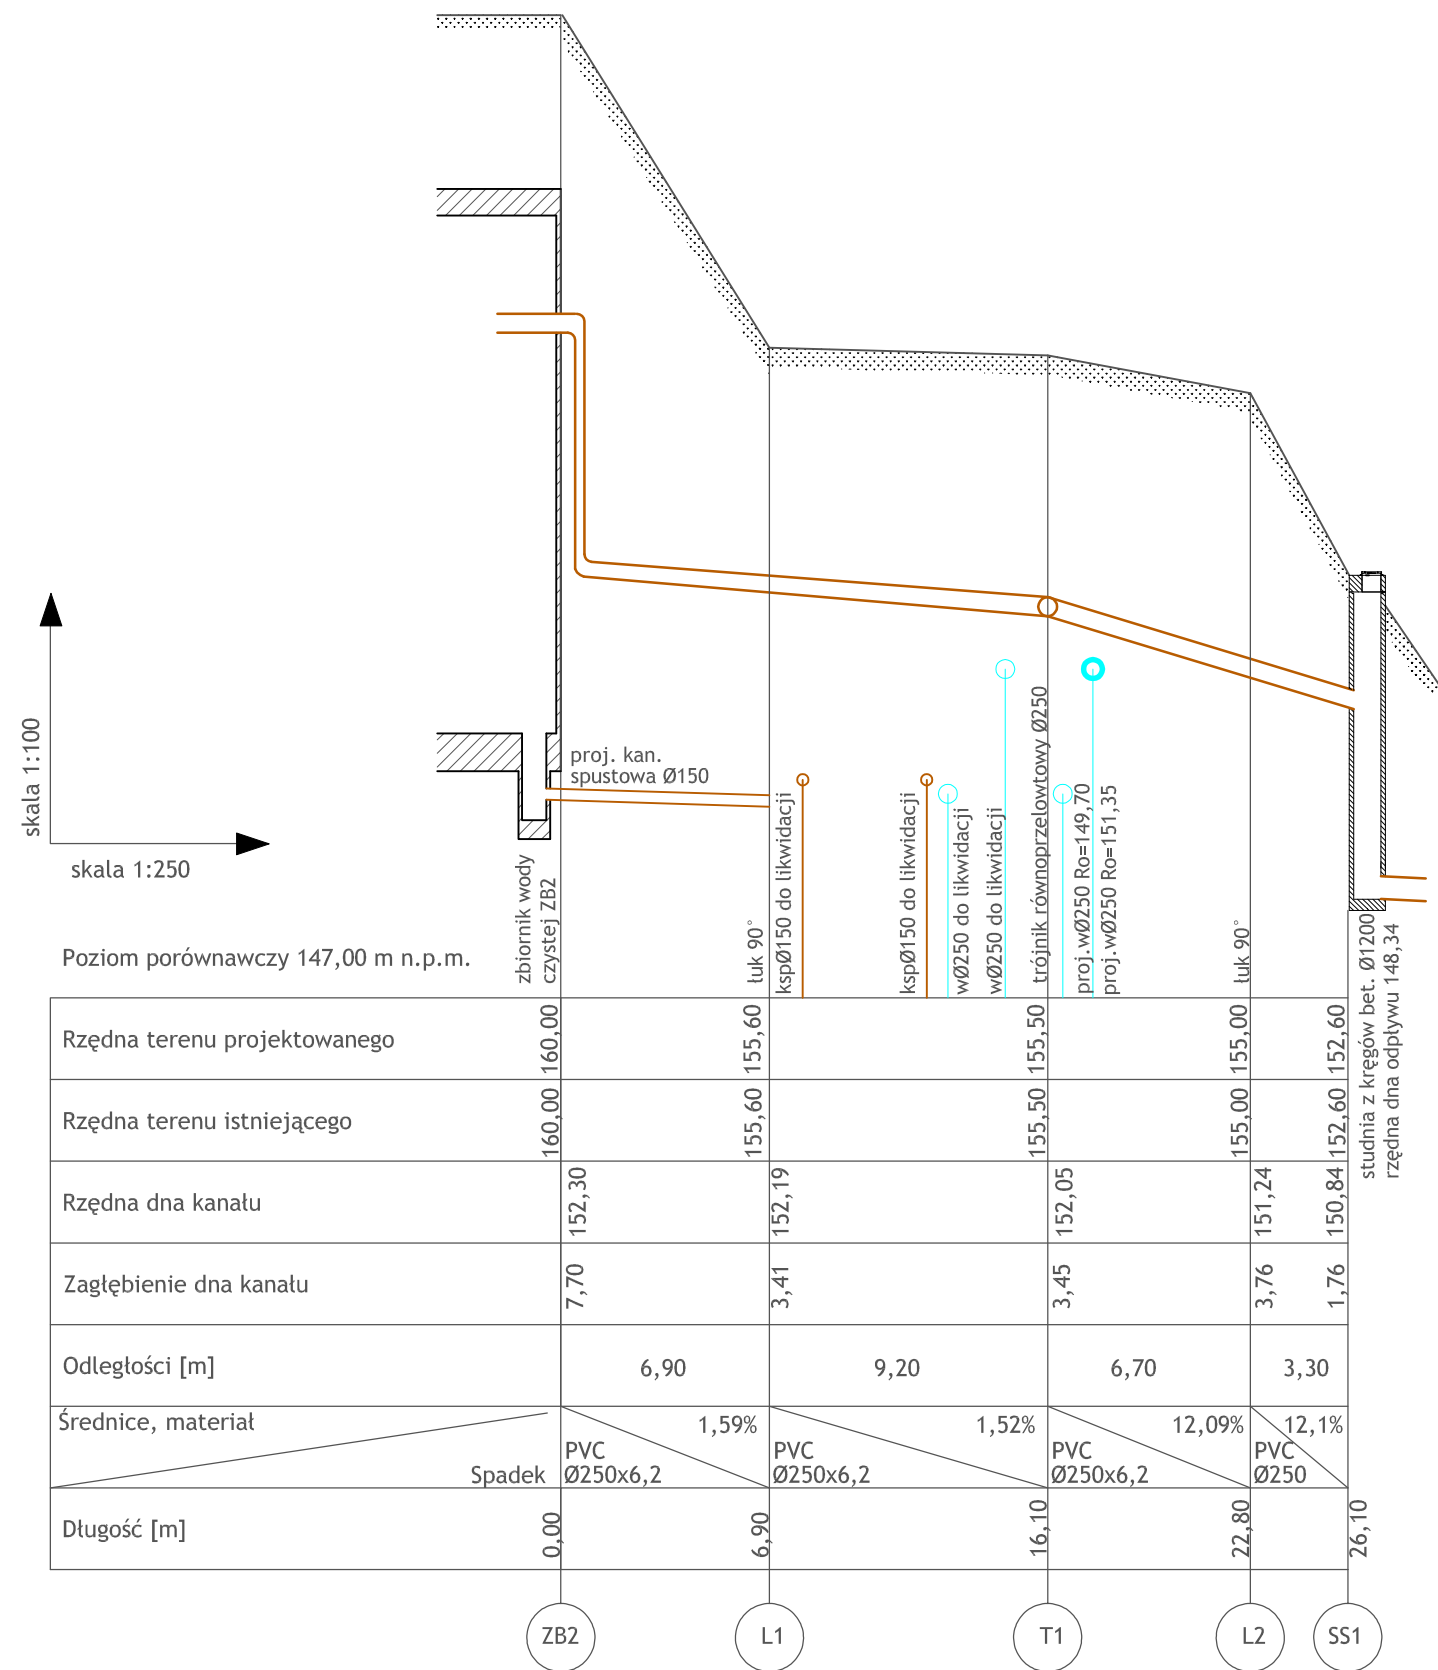 proj. kan.
spustowa Ø150
skala 1:100
skala 1:250
zbiornik wody
czystej ZB2
łuk 90°
kspØ150 do likwidacji
kspØ150 do likwidacji
wØ250 do likwidacji
wØ250 do likwidacji
trójnik równoprzelowtowy Ø250
proj.wØ250 Ro=149,70
proj.wØ250 Ro=151,35
łuk 90°
studnia z kręgów bet. Ø1200
rzędna dna odpływu 148,34
Poziom porównawczy 147,00 m n.p.m.
Rzędna terenu projektowanego 160,00 155,60 155,50 155,00 152,60
Rzędna terenu istniejącego 160,00 155,60 155,50 155,00 152,60
Rzędna dna kanału 152,30 152,19 152,05 151,24 150,84
Zagłębienie dna kanału 7,70 3,41 3,45 3,76 1,76
Odległości [m] 6,90 9,20 6,70 3,30
Średnice, materiał 1,59% 1,52% 12,09% 12,1%
PVC PVC PVC PVC
Spadek Ø250x6,2 Ø250x6,2 Ø250x6,2 Ø250
Długość [m] 0,00 6,90 16,10 22,80 26,10
ZB2 L1 T1 L2 SS1